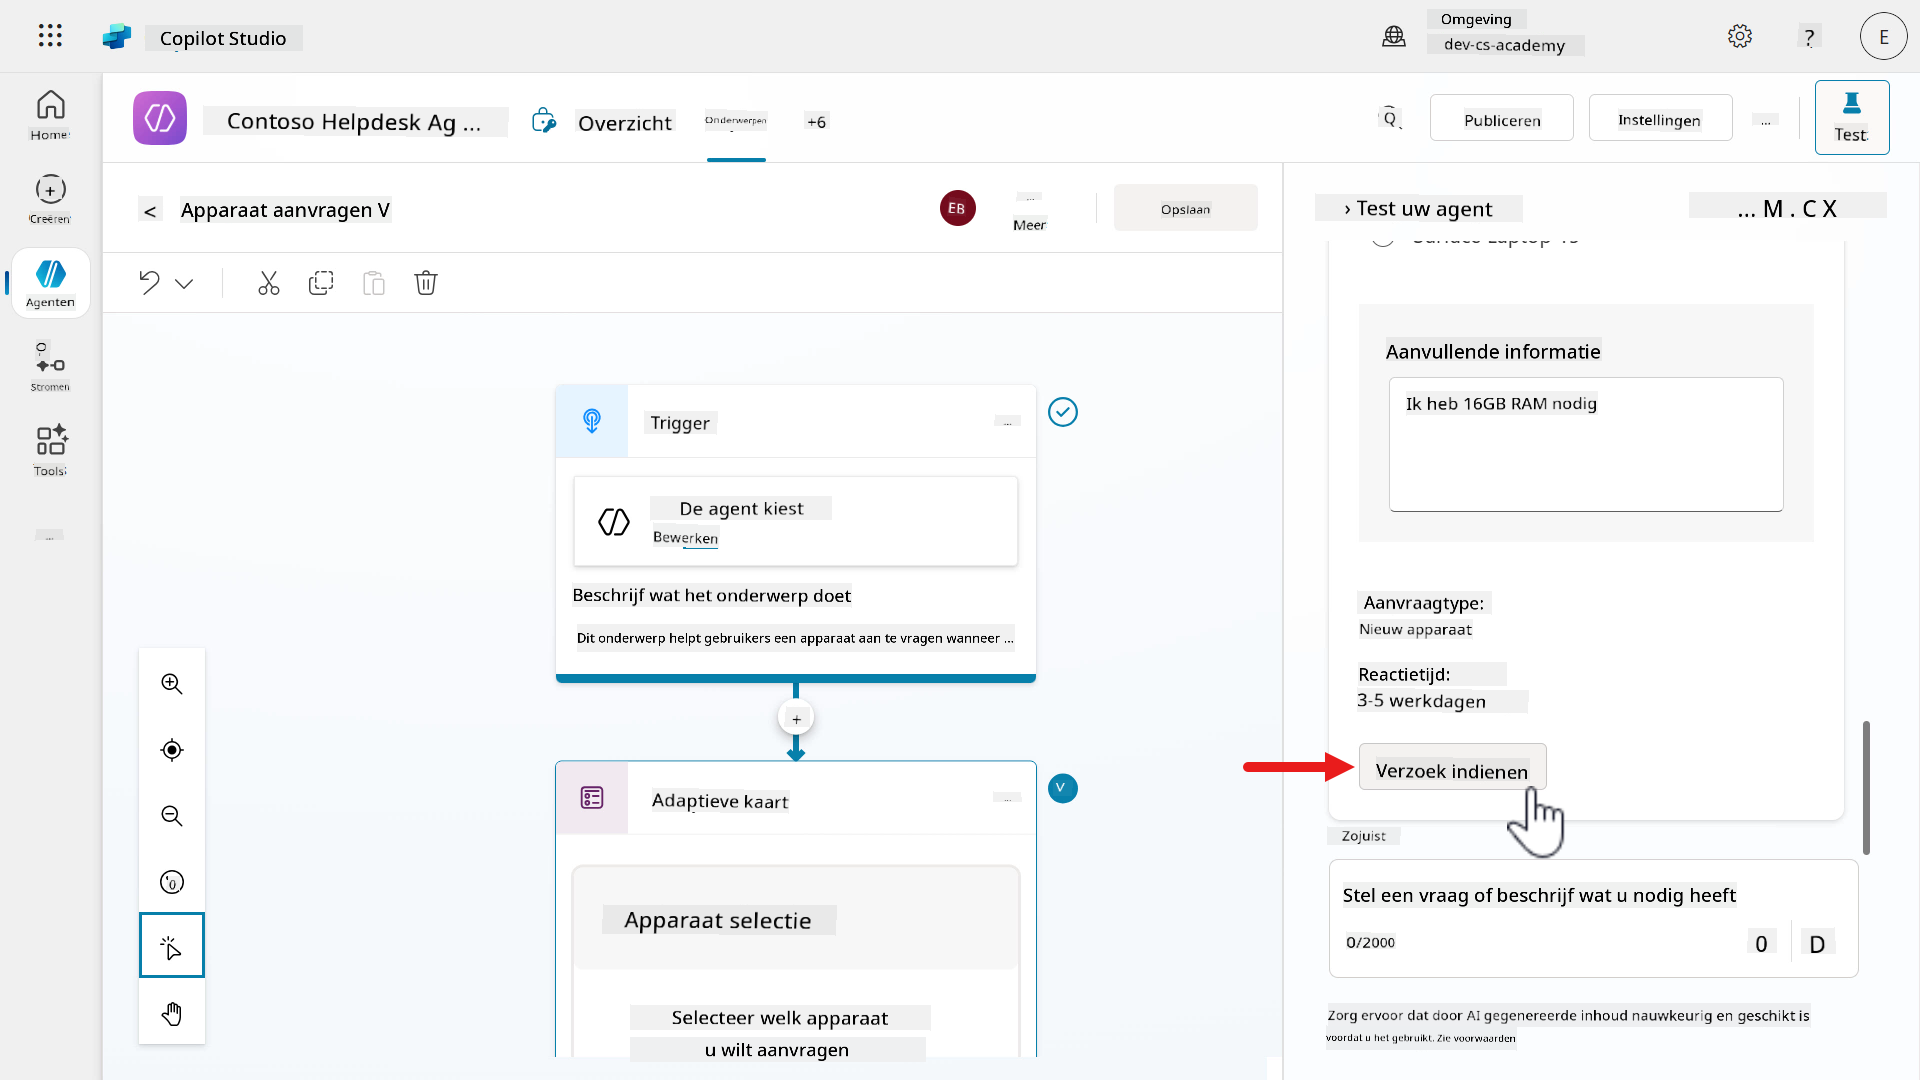 Copilot Studio
Omgeving
dev-cs-academy
?
E
Home
Creëren
Agenten
Stromen
Tools
...
Contoso Helpdesk Ag ...
Overzicht
Onderwerpen
+6
Publiceren
Instellingen
...
Test
<
Apparaat aanvragen V
EB
...
Meer
Opslaan
Trigger
...
De agent kiest
Bewerken
Beschrijf wat het onderwerp doet
Dit onderwerp helpt gebruikers een apparaat aan te vragen wanneer ...
+
Adaptieve kaart
...
V
Apparaat selectie
Selecteer welk apparaat
u wilt aanvragen
› Test uw agent
... M . C X
Aanvullende informatie
Ik heb 16GB RAM nodig
Aanvraagtype:
Nieuw apparaat
Reactietijd:
3-5 werkdagen
Verzoek indienen
Zojuist
Stel een vraag of beschrijf wat u nodig heeft
0/2000
0
D
Zorg ervoor dat door AI gegenereerde inhoud nauwkeurig en geschikt is
voordat u het gebruikt. Zie voorwaarden